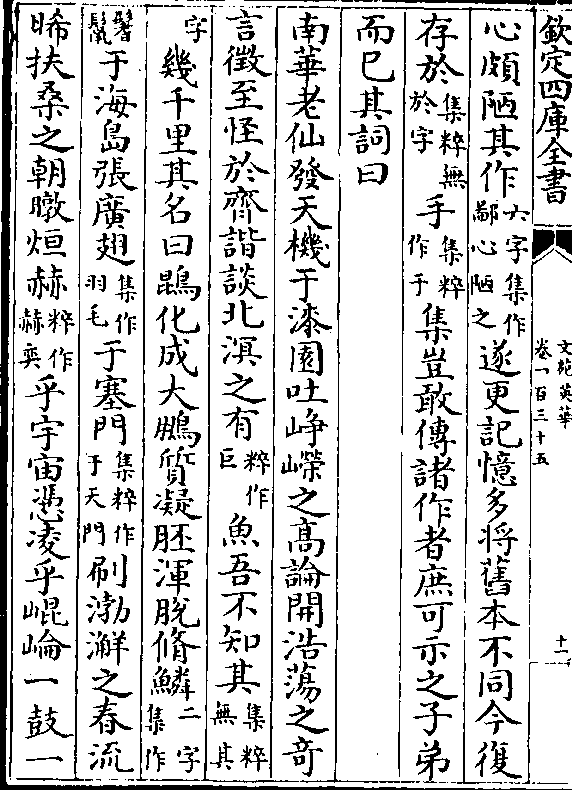 欽定四庫全書
文苑英華
卷一百三十五
十一
心頗陋其作六字集作鄙心陋之遂更記憶多將舊本不同今復
存於集粹無於字手集粹作于集豈敢傳諸作者庶可示之子弟
而已其詞曰
南華老仙發天機于漆園吐崢嶸之高論開浩蕩之奇
言徵至怪於齊諧談北溟之有粹作巨魚吾不知其集粹無其
字幾千里其名曰鵾化成大鵬質凝胚渾脫脩鱗二字集作
鬐鬣于海島張廣翅集作羽毛于塞門集粹作于天門刷渤澥之春流
晞扶桑之朝暾烜赫粹作赫奕乎宇宙憑凌乎崐崘一鼓一